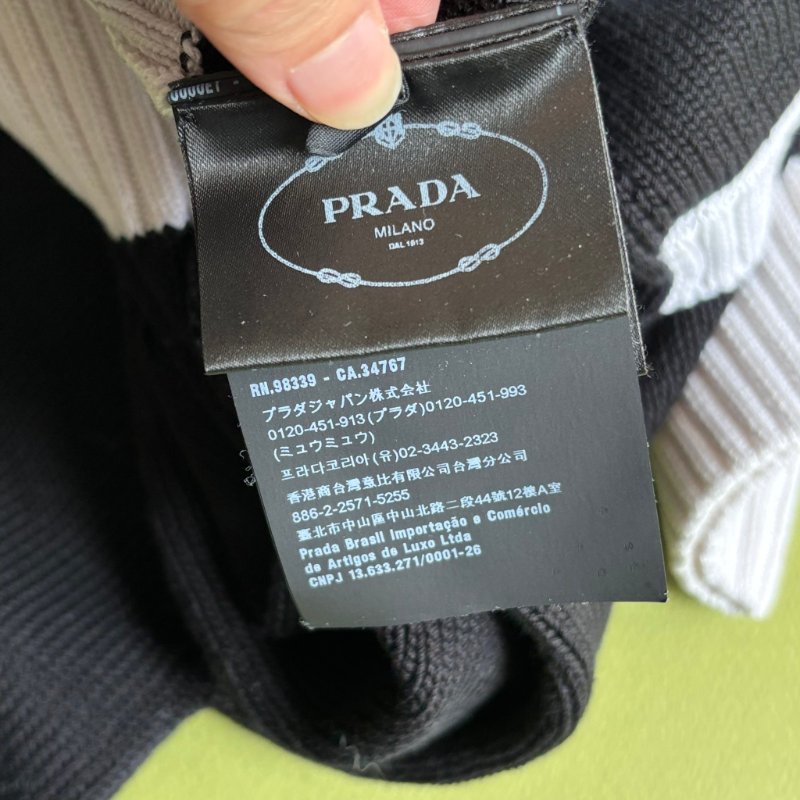 PRADA
MILANO
DAL 1913
RN.98339 - CA.34767
プラダジャパン株式会社
0120-451-913(プラダ)0120-451-993
(ミュウミュウ)
프라다코리아(유)02-3443-2323
香港商台灣意比有限公司台灣分公司
886-2-2571-5255
臺北市中山區中山北路二段44號12樓A室
Prada Brasil Importação e Comércio
de Artigos de Luxo Ltda
CNPJ 13.633.271/0001-26